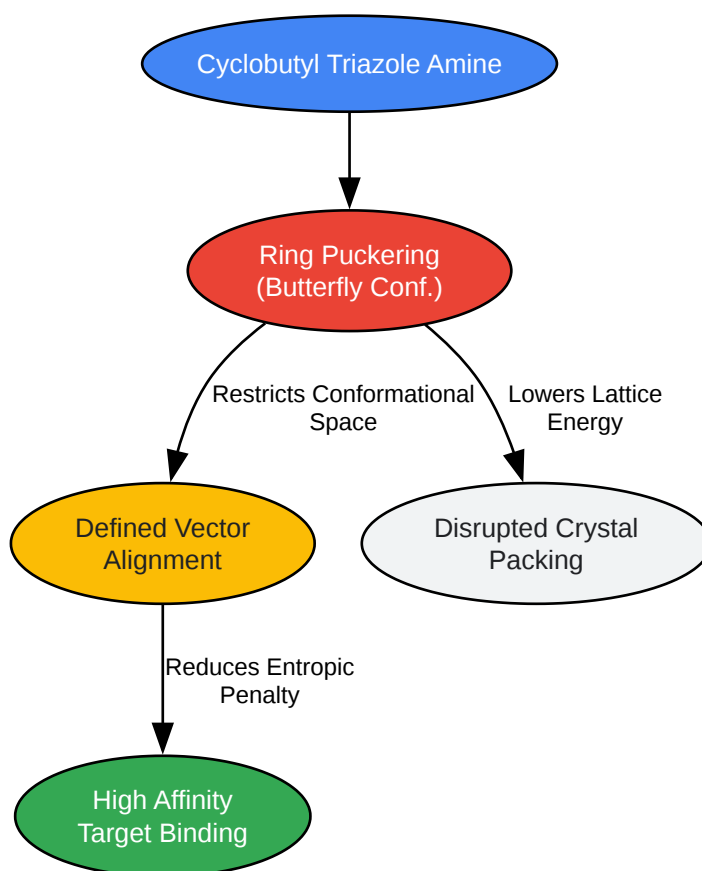 Cyclobutyl Triazole Amine
Ring Puckering
(Butterfly Conf.)
Restricts Conformational
Space
Lowers Lattice
Energy
Defined Vector
Alignment
Disrupted Crystal
Packing
Reduces Entropic
Penalty
High Affinity
Target Binding